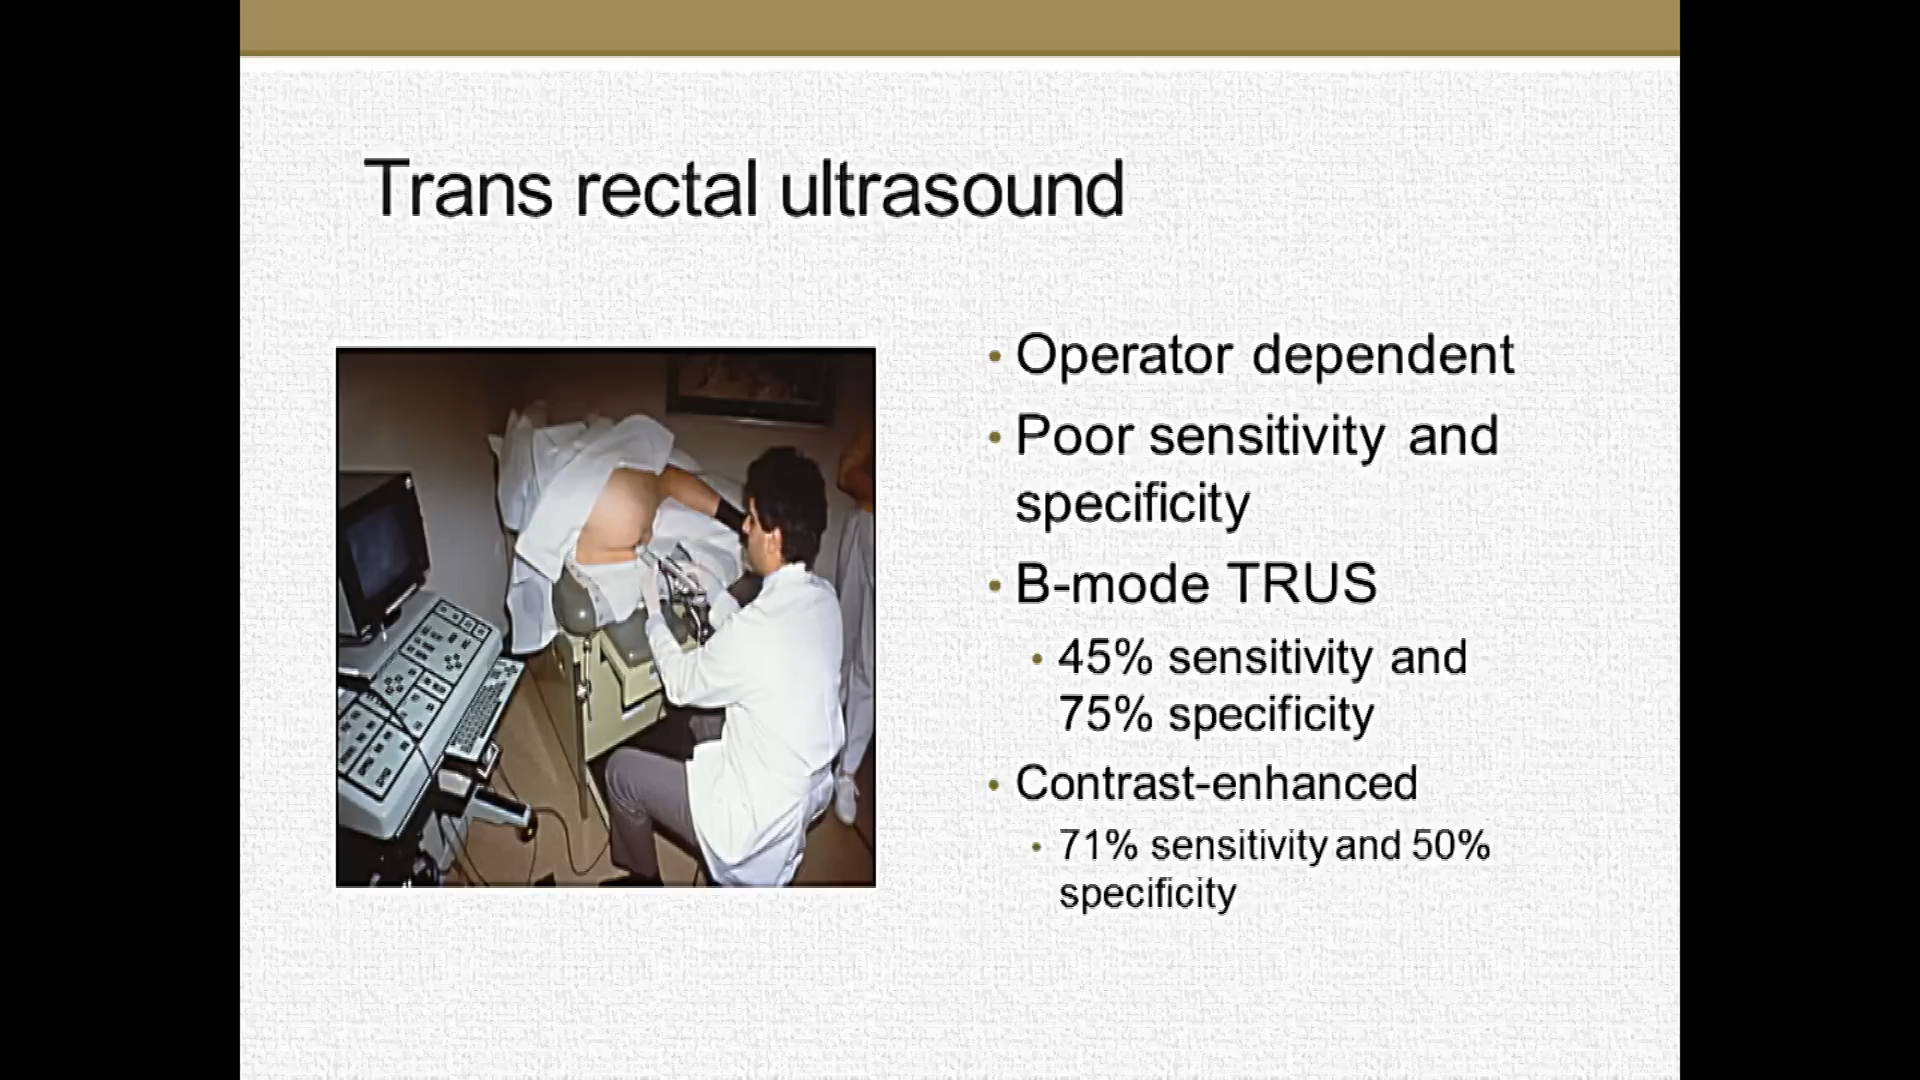 Trans rectal ultrasound
• Operator dependent
• Poor sensitivity and
specificity
• B-mode TRUS
• 45% sensitivity and
75% specificity
• Contrast-enhanced
• 71% sensitivity and 50%
specificity